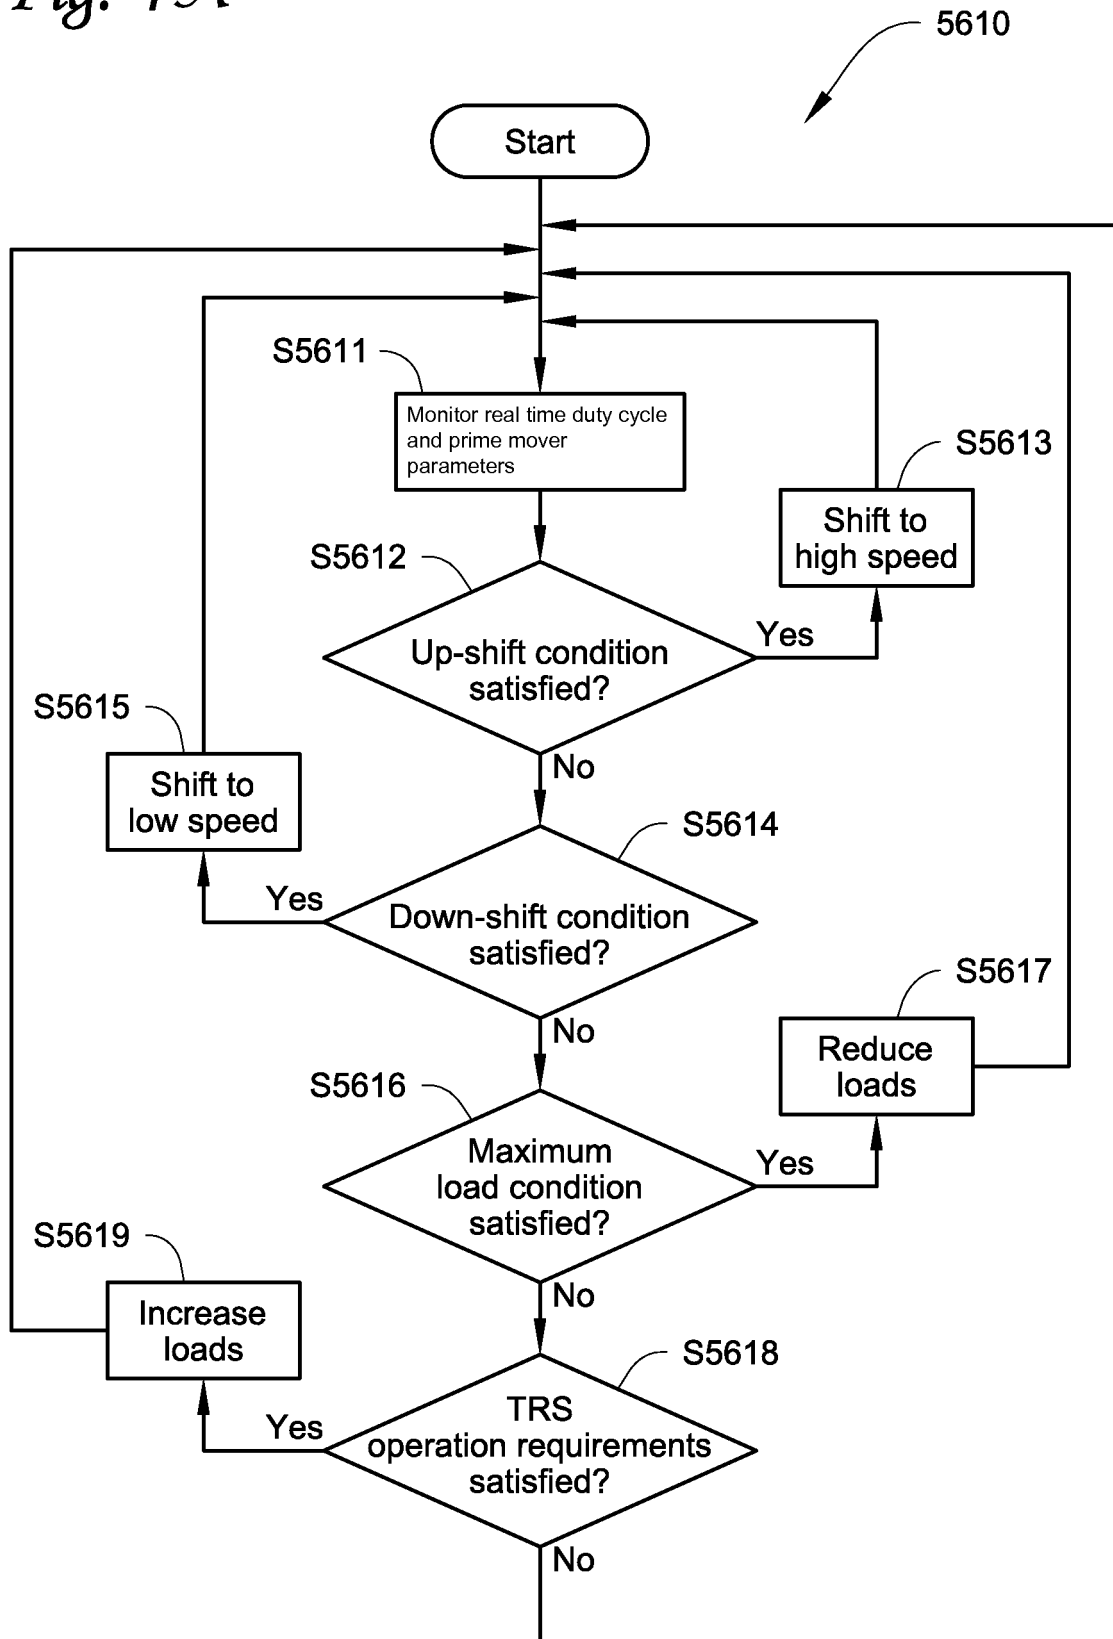 Fig.
5610
Start
S5611
Monitor real time duty cycle
and prime mover
parameters
S5613
Shift to
high speed
S5612
Up-shift condition
satisfied?
Yes
No
S5615
Shift to
low speed
S5614
Down-shift condition
satisfied?
Yes
No
S5617
Reduce
loads
S5616
Maximum
load condition
satisfied?
Yes
No
S5619
Increase
loads
S5618
TRS
operation requirements
satisfied?
Yes
No